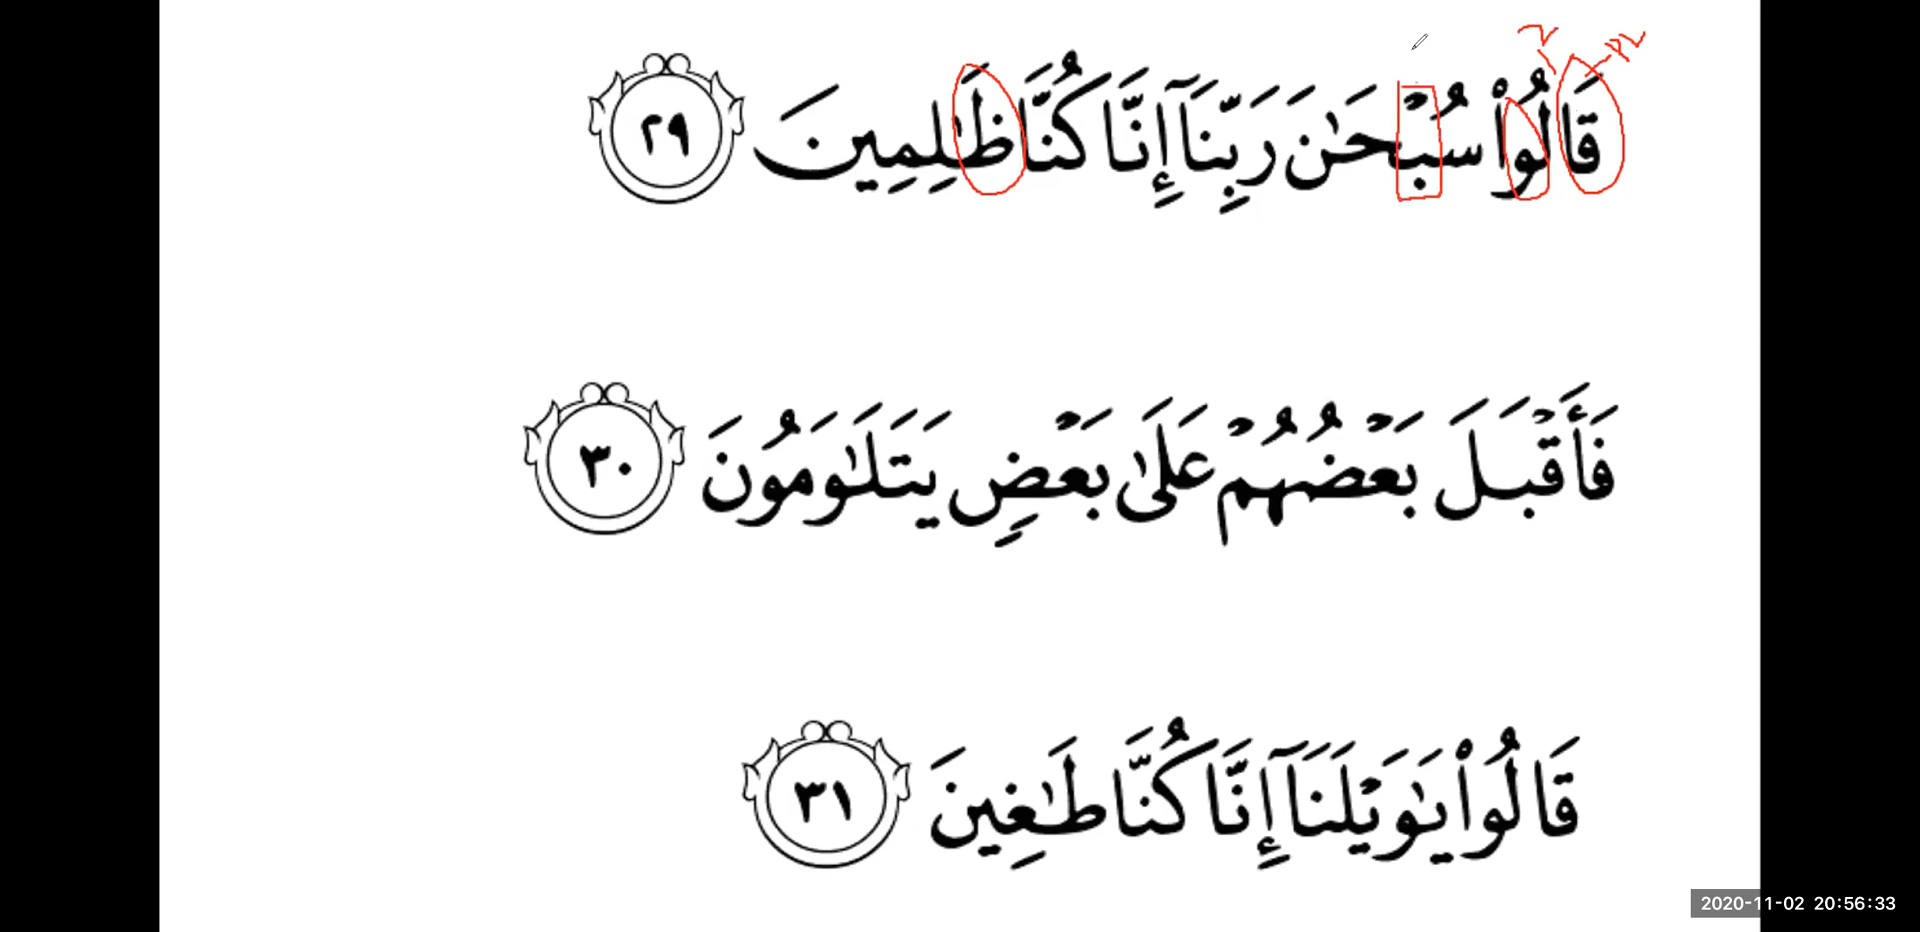 قَالُوا۟ سُبْحَـٰنَ رَبِّنَآ إِنَّا كُنَّا ظَـٰلِمِينَ ٢٩
فَأَقْبَلَ بَعْضُهُمْ عَلَىٰ بَعْضٍ يَتَلَـٰوَمُونَ ٣٠
قَالُوا۟ يَـٰوَيْلَنَآ إِنَّا كُنَّا طَـٰغِينَ ٣١
2020-11-02 20:56:33